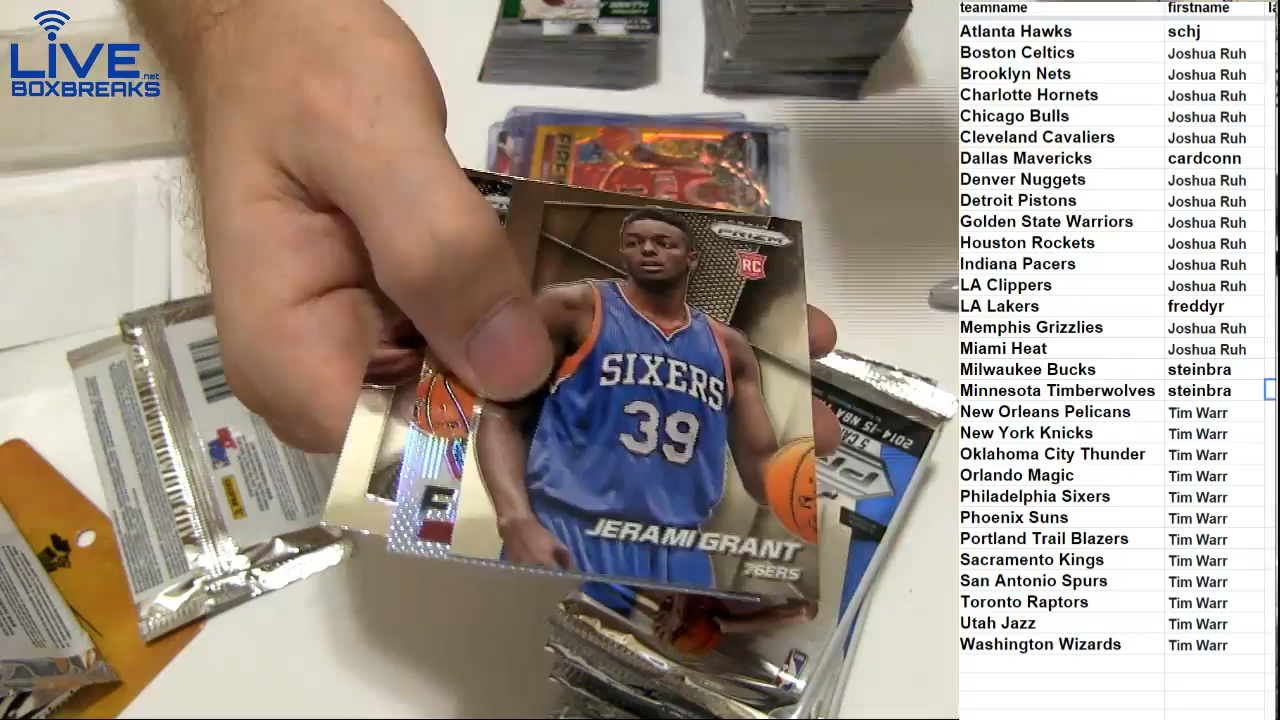 LIVE
.net
BOXBREAKS
PRIZM
RC
SIXERS
39
JERAMI GRANT
76ERS
FIRE
2014-15 NBA
teamname firstname
Atlanta Hawks schj
Boston Celtics Joshua Ruh
Brooklyn Nets Joshua Ruh
Charlotte Hornets Joshua Ruh
Chicago Bulls Joshua Ruh
Cleveland Cavaliers Joshua Ruh
Dallas Mavericks cardconn
Denver Nuggets Joshua Ruh
Detroit Pistons Joshua Ruh
Golden State Warriors Joshua Ruh
Houston Rockets Joshua Ruh
Indiana Pacers Joshua Ruh
LA Clippers Joshua Ruh
LA Lakers freddyr
Memphis Grizzlies Joshua Ruh
Miami Heat Joshua Ruh
Milwaukee Bucks steinbra
Minnesota Timberwolves steinbra
New Orleans Pelicans Tim Warr
New York Knicks Tim Warr
Oklahoma City Thunder Tim Warr
Orlando Magic Tim Warr
Philadelphia Sixers Tim Warr
Phoenix Suns Tim Warr
Portland Trail Blazers Tim Warr
Sacramento Kings Tim Warr
San Antonio Spurs Tim Warr
Toronto Raptors Tim Warr
Utah Jazz Tim Warr
Washington Wizards Tim Warr